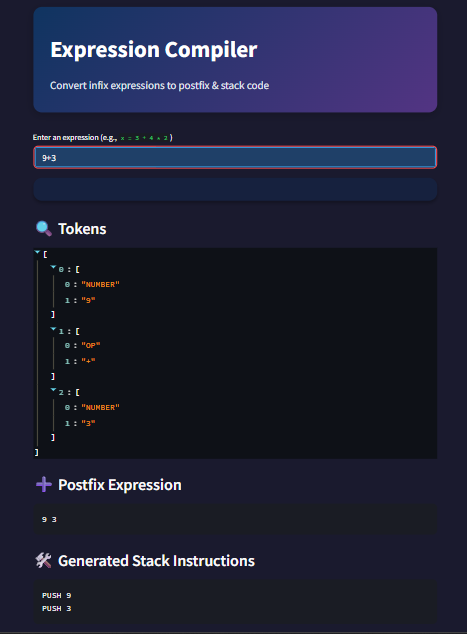 Expression Compiler
Convert infix expressions to postfix & stack code
Enter an expression (e.g., x = 3 + 4 * 2 )
9+3
Tokens
[
0 : [
0 : "NUMBER"
1 : "9"
]
1 : [
0 : "OP"
1 : "+"
]
2 : [
0 : "NUMBER"
1 : "3"
]
]
Postfix Expression
9 3
Generated Stack Instructions
PUSH 9
PUSH 3